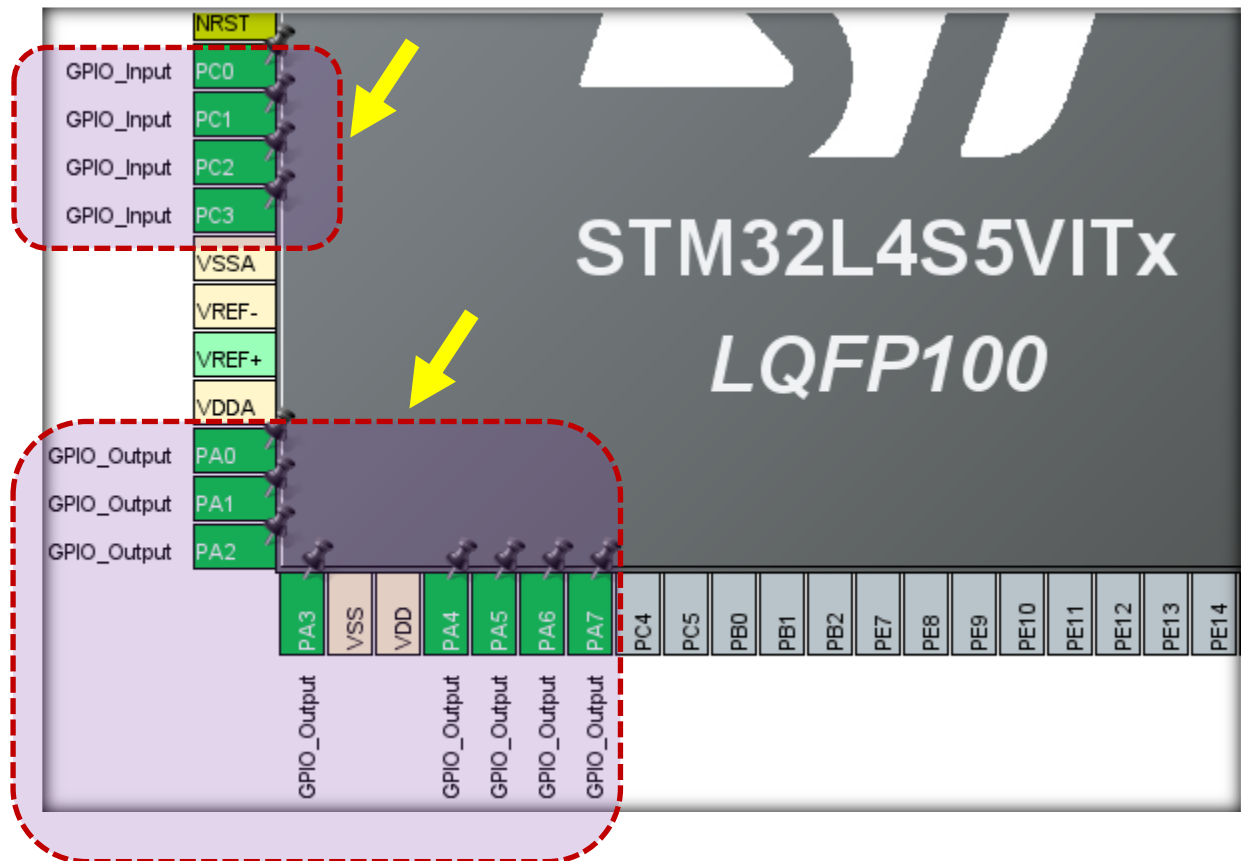 NRST
GPIO_Input PC0
GPIO_Input PC1
GPIO_Input PC2
GPIO_Input PC3
VSSA
VREF-
VREF+
VDDA
GPIO_Output PA0
GPIO_Output PA1
GPIO_Output PA2
STM32L4S5VITx
LQFP100
PA3 VSS VDD PA4 PA5 PA6 PA7 PC4 PC5 PB0 PB1 PB2 PE7 PE8 PE9 PE10 PE11 PE12 PE13 PE14
GPIO_Output GPIO_Output GPIO_Output GPIO_Output GPIO_Output